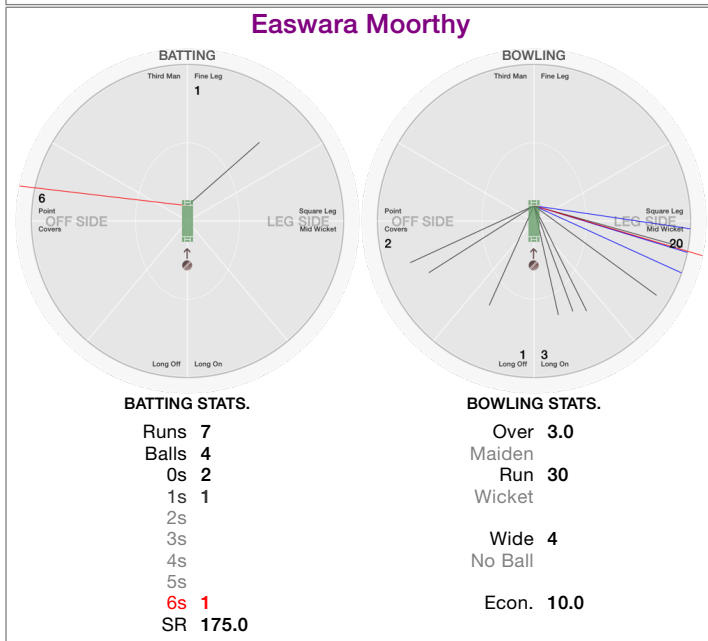 Easwara Moorthy
BATTING
Third Man Fine Leg
1
6
Point
OFF SIDE
Covers
Square Leg
LEG SIDE
Mid Wicket
Long Off Long On
BOWLING
Third Man Fine Leg
Point
OFF SIDE
Covers
2
Square Leg
LEG SIDE
Mid Wicket
20
1 3
Long Off Long On
BATTING STATS.
Runs 7
Balls 4
0s 2
1s 1
2s
3s
4s
5s
6s 1
SR 175.0
BOWLING STATS.
Over 3.0
Maiden
Run 30
Wicket
Wide 4
No Ball
Econ. 10.0